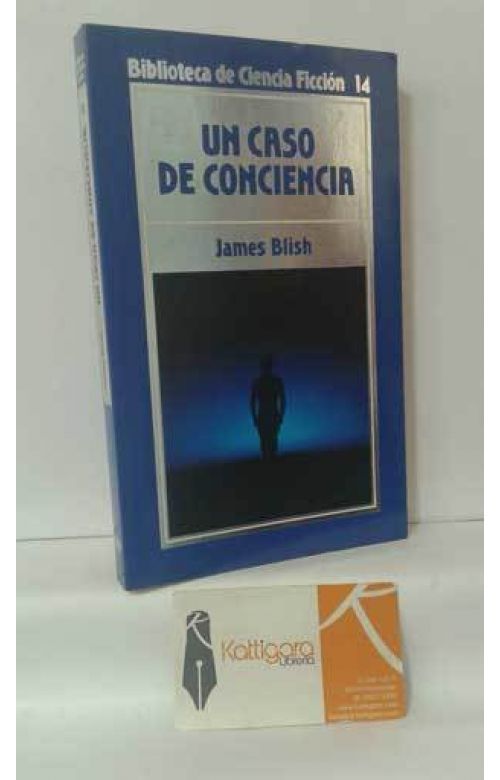 Biblioteca de Ciencia Ficción 14
UN CASO
DE CONCIENCIA
James Blish
Kattigara
Librería